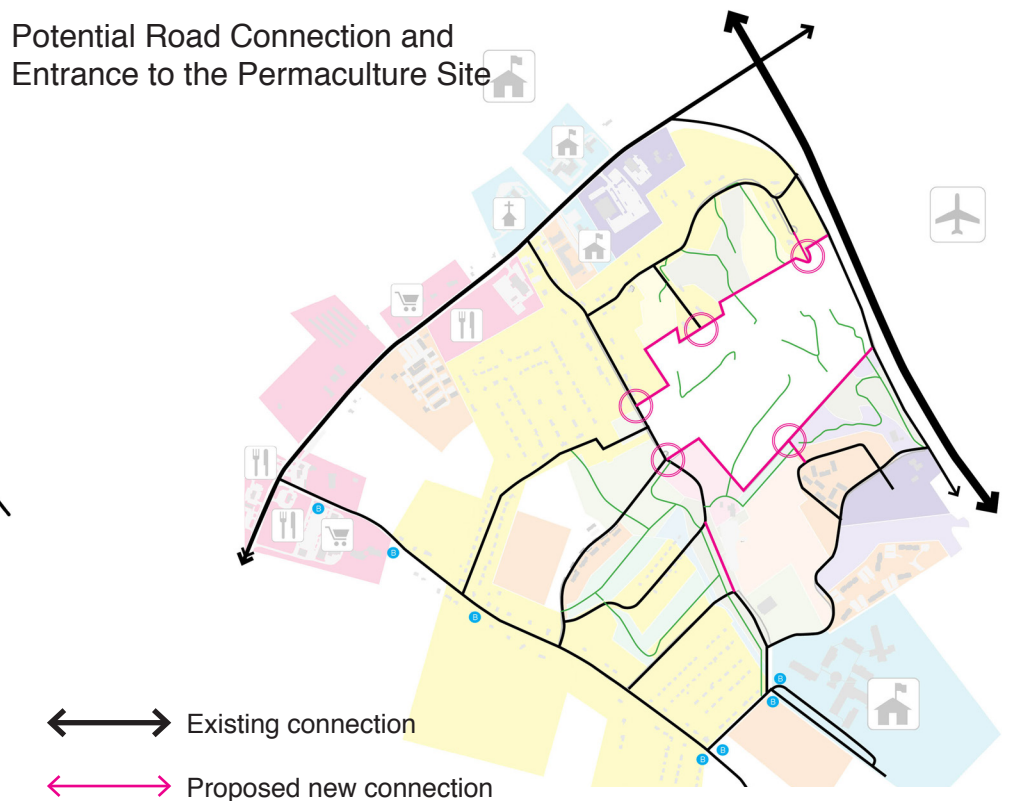 Potential Road Connection and
Entrance to the Permaculture Site
B
B
B
B
B
B
B
Existing connection
Proposed new connection